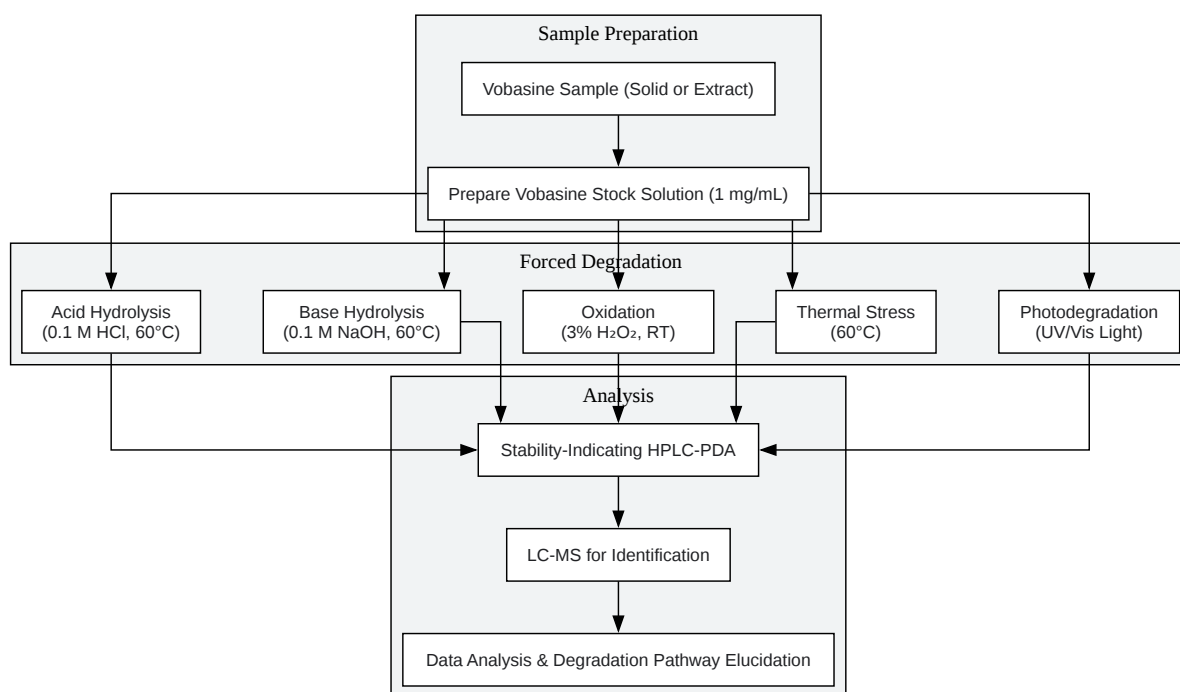 Sample Preparation
Vobasine Sample (Solid or Extract)
Prepare Vobasine Stock Solution (1 mg/mL)
Forced Degradation
Acid Hydrolysis
(0.1 M HCl, 60°C)
Base Hydrolysis
(0.1 M NaOH, 60°C)
Oxidation
(3% H₂O₂, RT)
Thermal Stress
(60°C)
Photodegradation
(UV/Vis Light)
Analysis
Stability-Indicating HPLC-PDA
LC-MS for Identification
Data Analysis & Degradation Pathway Elucidation